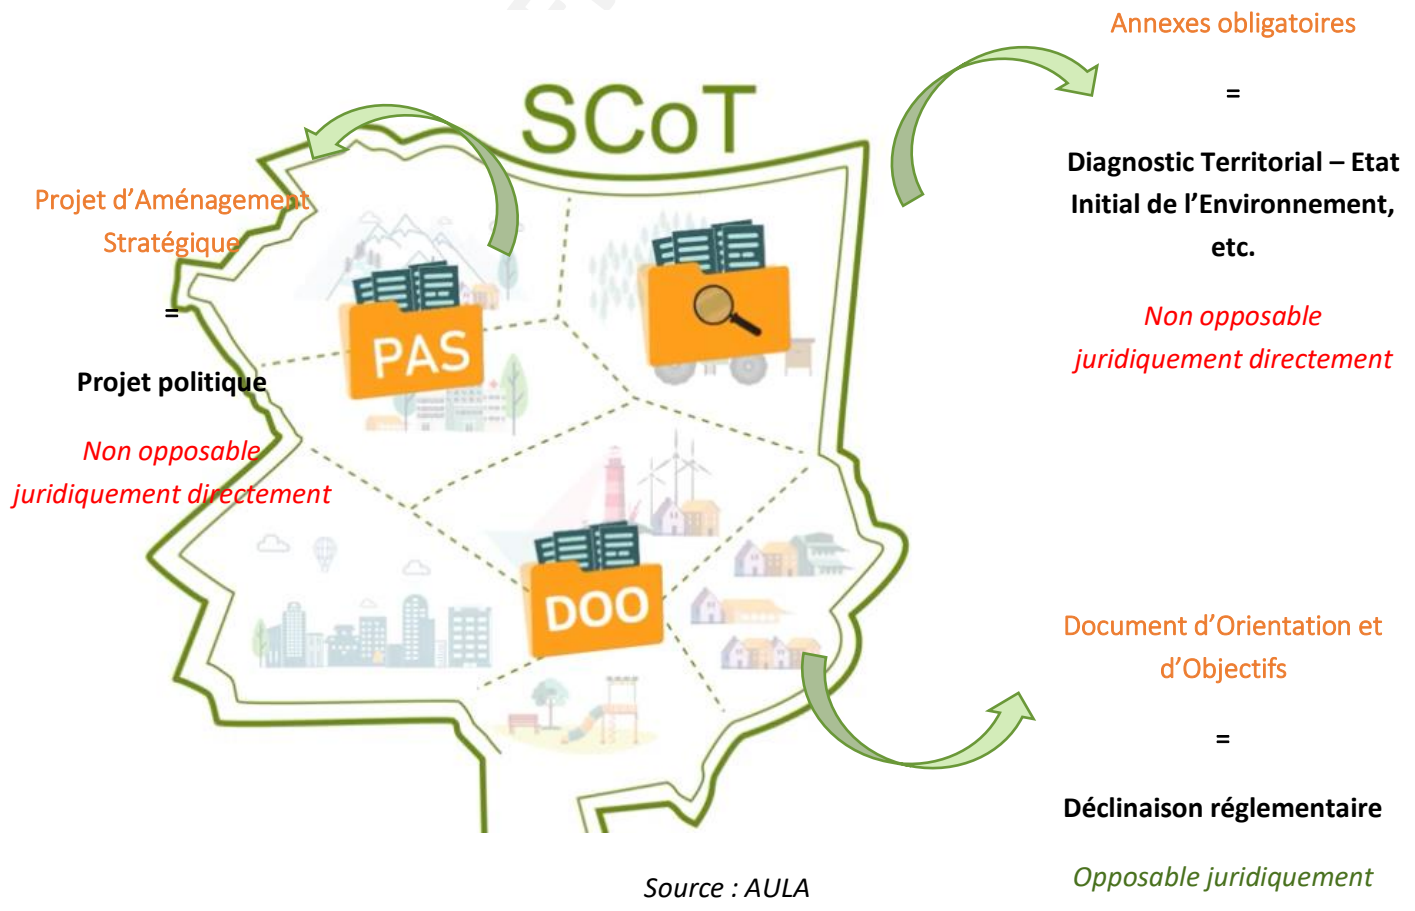 SCoT
Projet d’Aménagement
Stratégique
=
Projet politique
Non opposable
juridiquement directement
PAS
Annexes obligatoires
=
Diagnostic Territorial – Etat
Initial de l’Environnement,
etc.
Non opposable
juridiquement directement
DOO
Document d’Orientation et
d’Objectifs
=
Déclinaison réglementaire
Opposable juridiquement
Source : AULA